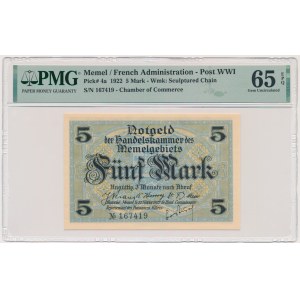 PMG
PAPER MONEY GUARANTY
Memel / French Administration - Post WWI
Pick# 4a 1922 5 Mark - Wmk: Sculptured Chain
S/N 167419 - Chamber of Commerce
65 EPQ
Gem Uncirculated
5 Notgeld 5
der Handelskammer des
Memelgebiets
Fünf Mark
5 5
№ 167419